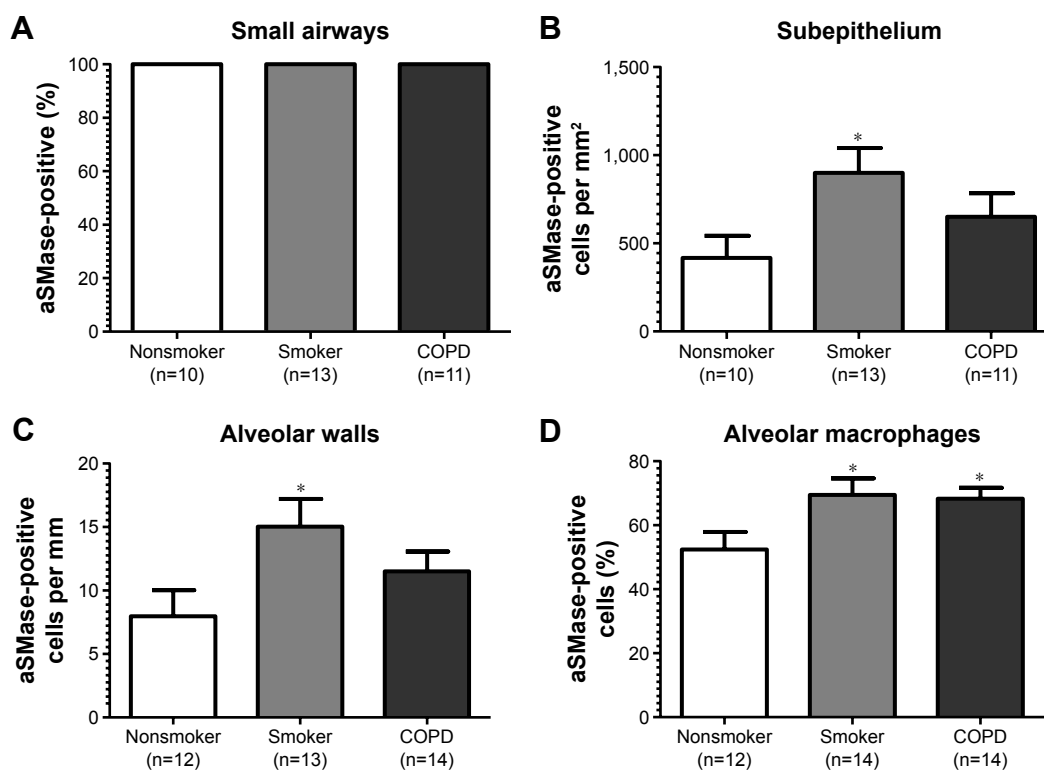 A
Small airways
aSMase-positive (%)
100
80
60
40
20
0
Nonsmoker
(n=10)
Smoker
(n=13)
COPD
(n=11)
B
Subepithelium
aSMase-positive
cells per mm²
1,500
1,000
500
0
*
Nonsmoker
(n=10)
Smoker
(n=13)
COPD
(n=11)
C
Alveolar walls
aSMase-positive
cells per mm
20
15
10
5
0
*
Nonsmoker
(n=12)
Smoker
(n=13)
COPD
(n=14)
D
Alveolar macrophages
aSMase-positive
cells (%)
80
60
40
20
0
*
*
Nonsmoker
(n=12)
Smoker
(n=14)
COPD
(n=14)